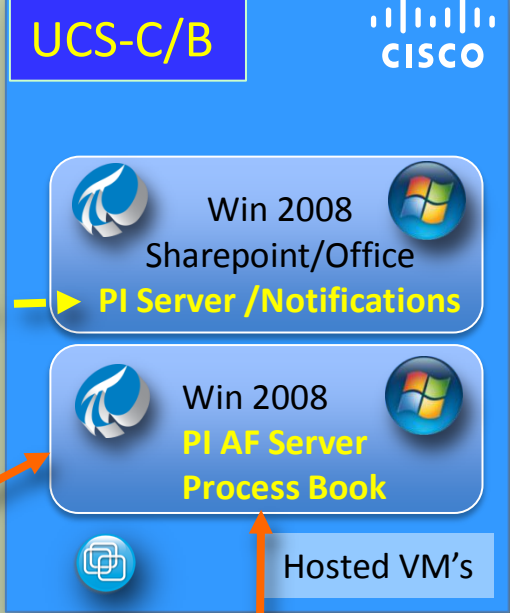 UCS-C/B
CISCO
Win 2008
Sharepoint/Office
PI Server /Notifications
Win 2008
PI AF Server
Process Book
Hosted VM's